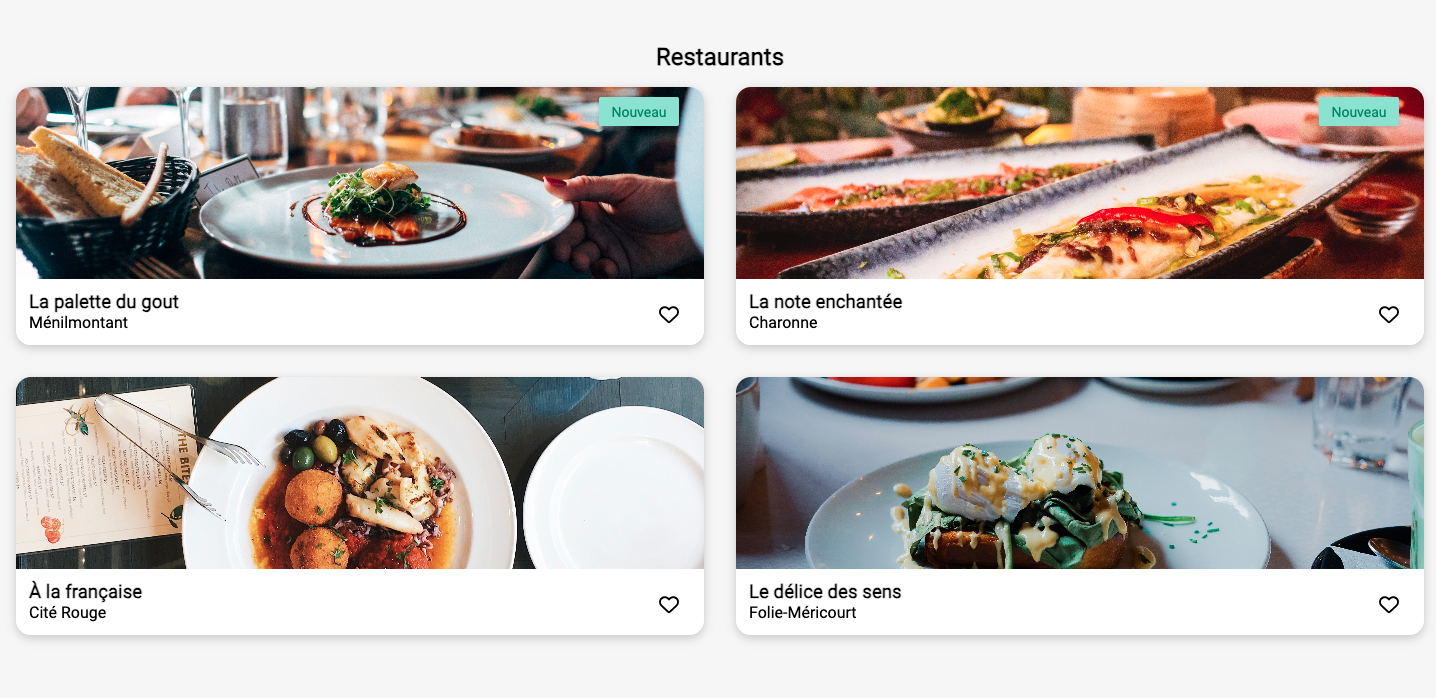 Restaurants
Nouveau
La palette du gout
Ménilmontant
Nouveau
La note enchantée
Charonne
THE BITE
À la française
Cité Rouge
Le délice des sens
Folie-Méricourt